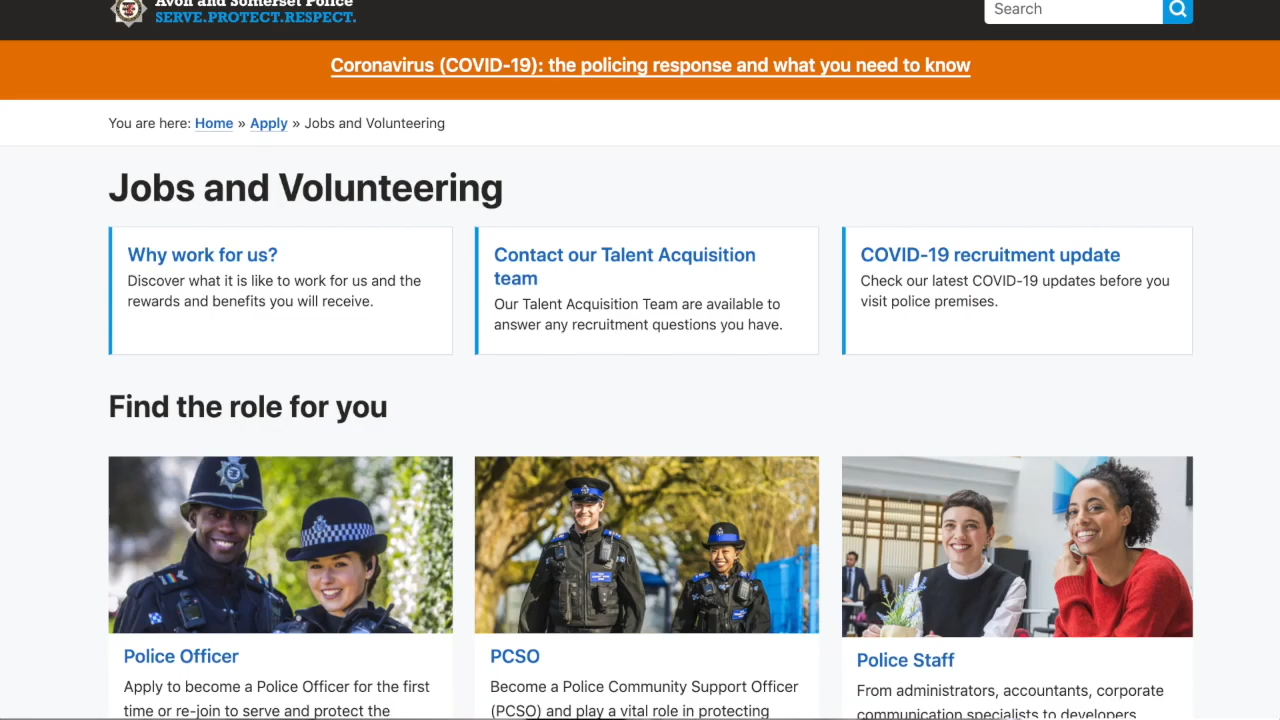 Avon and Somerset Police
SERVE.PROTECT.RESPECT.
Search
Coronavirus (COVID-19): the policing response and what you need to know
You are here: Home » Apply » Jobs and Volunteering
Jobs and Volunteering
Why work for us?
Discover what it is like to work for us and the
rewards and benefits you will receive.
Contact our Talent Acquisition
team
Our Talent Acquisition Team are available to
answer any recruitment questions you have.
COVID-19 recruitment update
Check our latest COVID-19 updates before you
visit police premises.
Find the role for you
Police Officer
Apply to become a Police Officer for the first
time or re-join to serve and protect the
PCSO
Become a Police Community Support Officer
(PCSO) and play a vital role in protecting
Police Staff
From administrators, accountants, corporate
communication specialists to developers